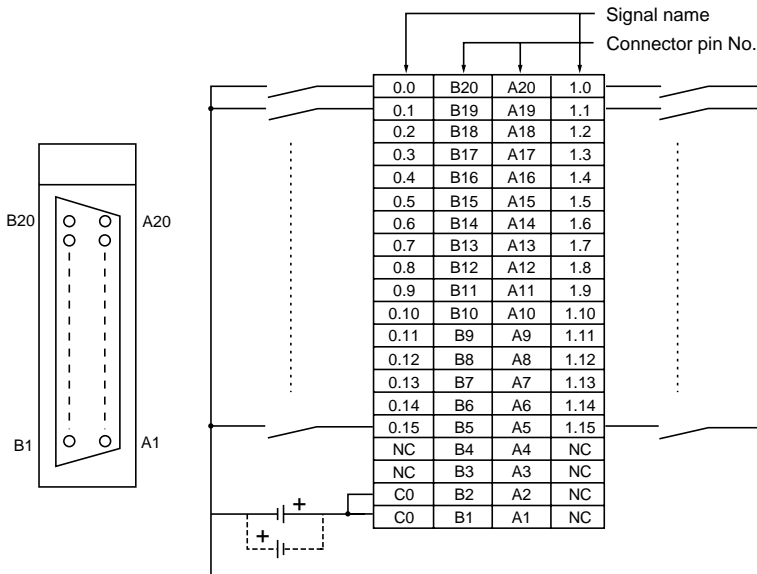 Signal name
Connector pin No.
0.0 B20 A20 1.0
0.1 B19 A19 1.1
0.2 B18 A18 1.2
0.3 B17 A17 1.3
0.4 B16 A16 1.4
0.5 B15 A15 1.5
0.6 B14 A14 1.6
0.7 B13 A13 1.7
0.8 B12 A12 1.8
0.9 B11 A11 1.9
0.10 B10 A10 1.10
0.11 B9 A9 1.11
0.12 B8 A8 1.12
0.13 B7 A7 1.13
0.14 B6 A6 1.14
0.15 B5 A5 1.15
NC B4 A4 NC
NC B3 A3 NC
C0 B2 A2 NC
C0 B1 A1 NC
B20 A20
B1 A1
+
+